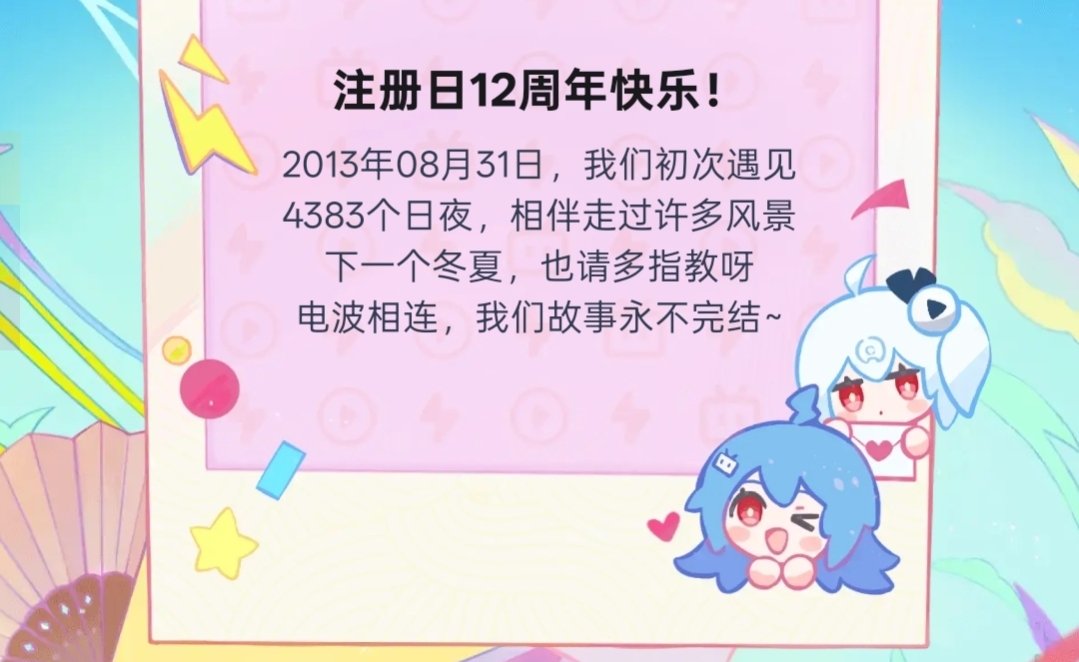 注册日12周年快乐！
2013年08月31日，我们初次遇见
4383个日夜，相伴走过许多风景
下一个冬夏，也请多指教呀
电波相连，我们故事永不完结~